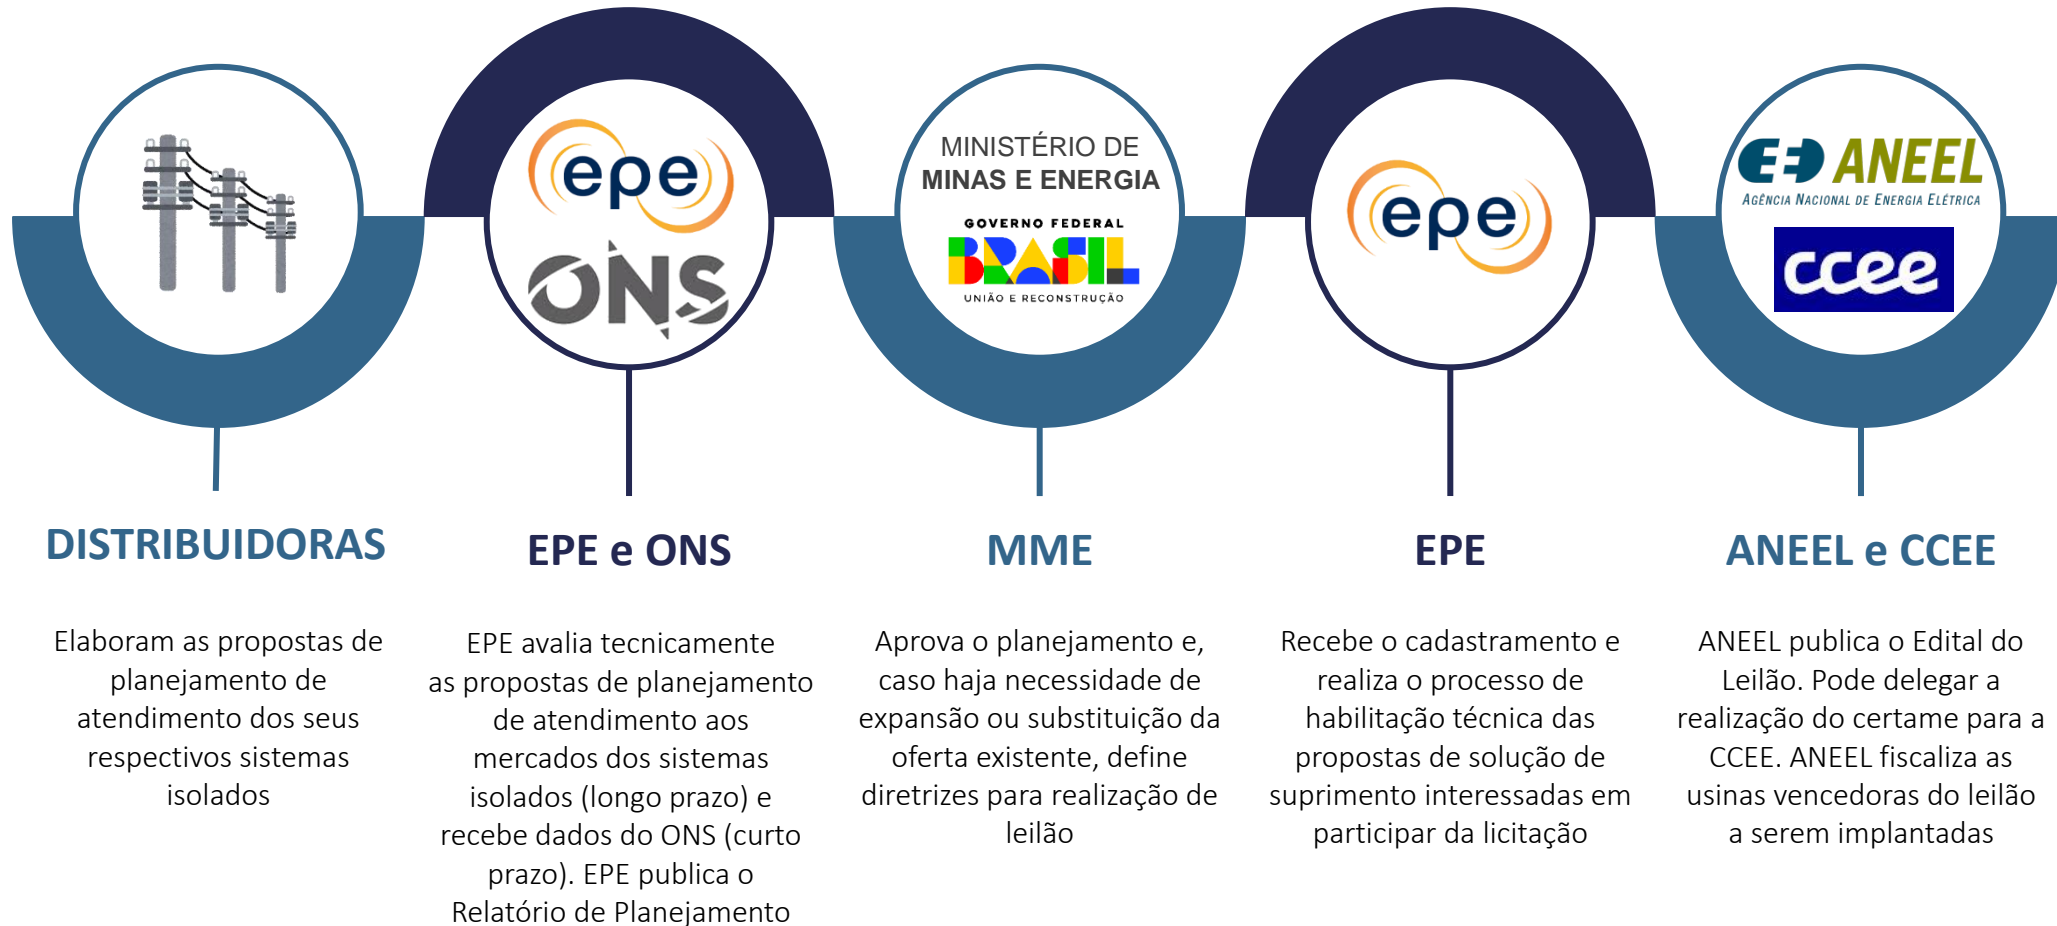 epe
ONS
MINISTÉRIO DE
MINAS E ENERGIA
GOVERNO FEDERAL
BRASIL
UNIÃO E RECONSTRUÇÃO
epe
ANEEL
AGÊNCIA NACIONAL DE ENERGIA ELÉTRICA
ccee
DISTRIBUIDORAS
Elaboram as propostas de
planejamento de
atendimento dos seus
respectivos sistemas
isolados
EPE e ONS
EPE avalia tecnicamente
as propostas de planejamento
de atendimento aos
mercados dos sistemas
isolados (longo prazo) e
recebe dados do ONS (curto
prazo). EPE publica o
Relatório de Planejamento
MME
Aprova o planejamento e,
caso haja necessidade de
expansão ou substituição da
oferta existente, define
diretrizes para realização de
leilão
EPE
Recebe o cadastramento e
realiza o processo de
habilitação técnica das
propostas de solução de
suprimento interessadas em
participar da licitação
ANEEL e CCEE
ANEEL publica o Edital do
Leilão. Pode delegar a
realização do certame para a
CCEE. ANEEL fiscaliza as
usinas vencedoras do leilão
a serem implantadas